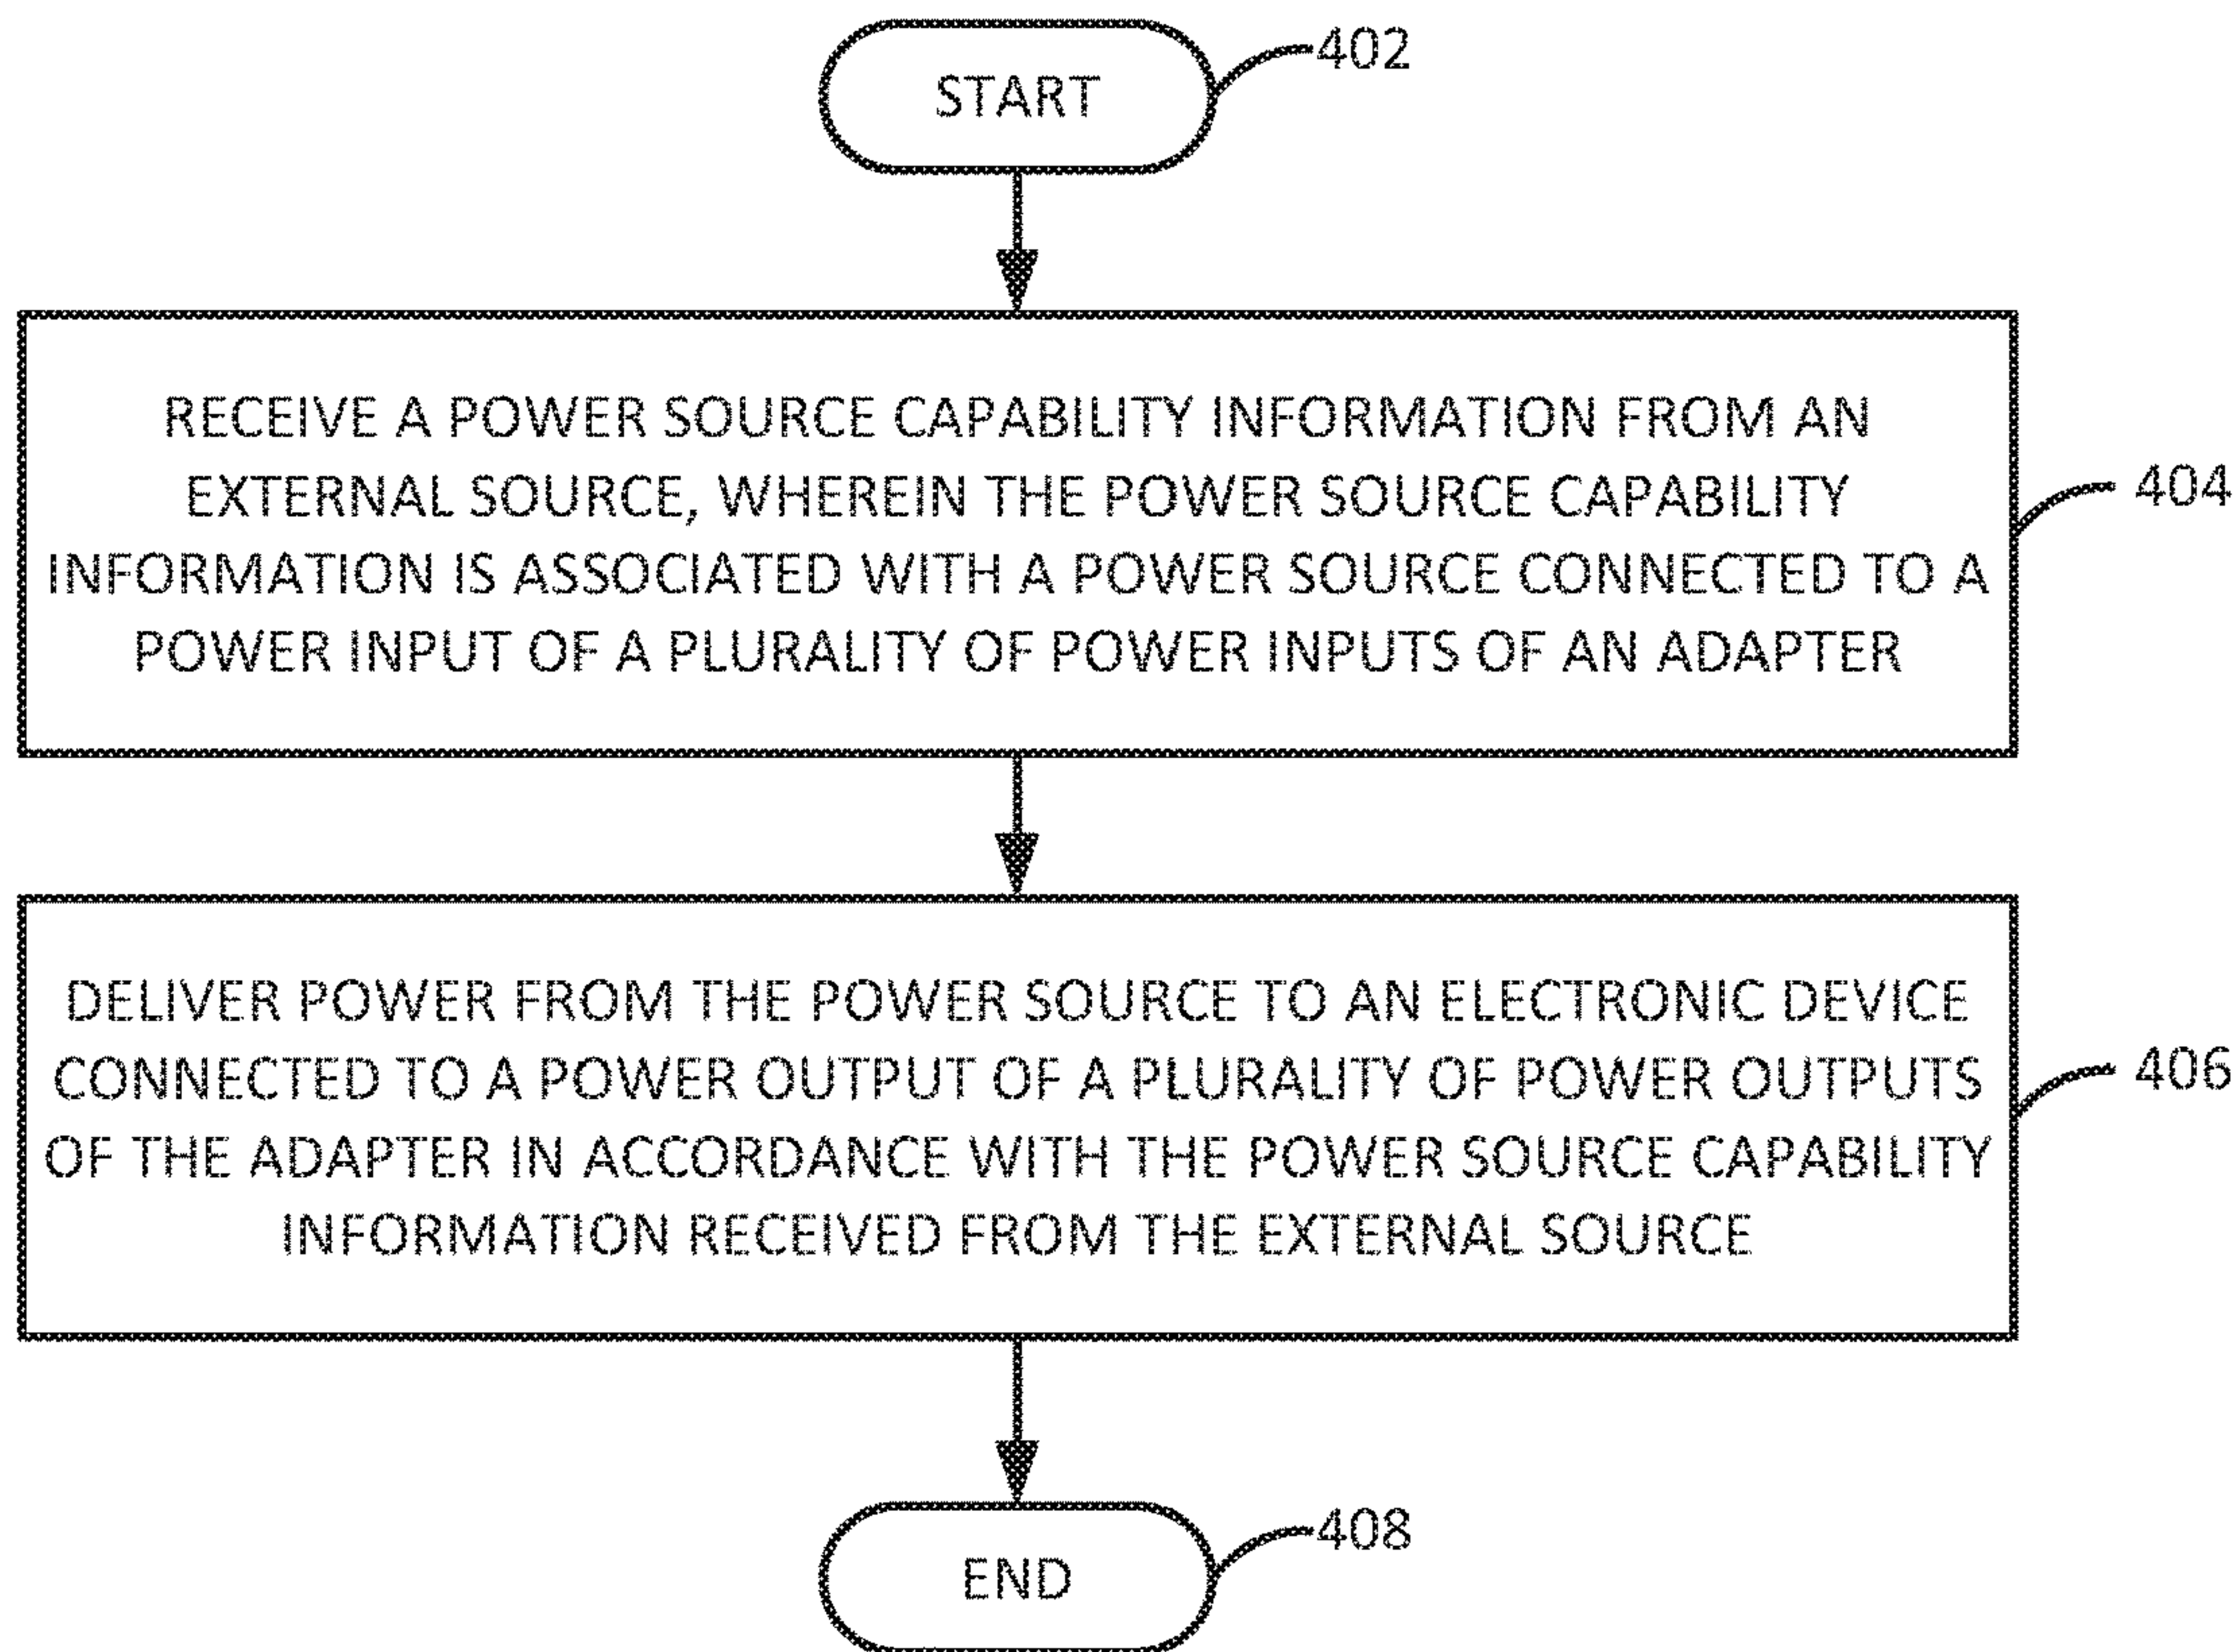 START
402
RECEIVE A POWER SOURCE CAPABILITY INFORMATION FROM AN
EXTERNAL SOURCE, WHEREIN THE POWER SOURCE CAPABILITY
INFORMATION IS ASSOCIATED WITH A POWER SOURCE CONNECTED TO A
POWER INPUT OF A PLURALITY OF POWER INPUTS OF AN ADAPTER
404
DELIVER POWER FROM THE POWER SOURCE TO AN ELECTRONIC DEVICE
CONNECTED TO A POWER OUTPUT OF A PLURALITY OF POWER OUTPUTS
OF THE ADAPTER IN ACCORDANCE WITH THE POWER SOURCE CAPABILITY
INFORMATION RECEIVED FROM THE EXTERNAL SOURCE
406
END
408